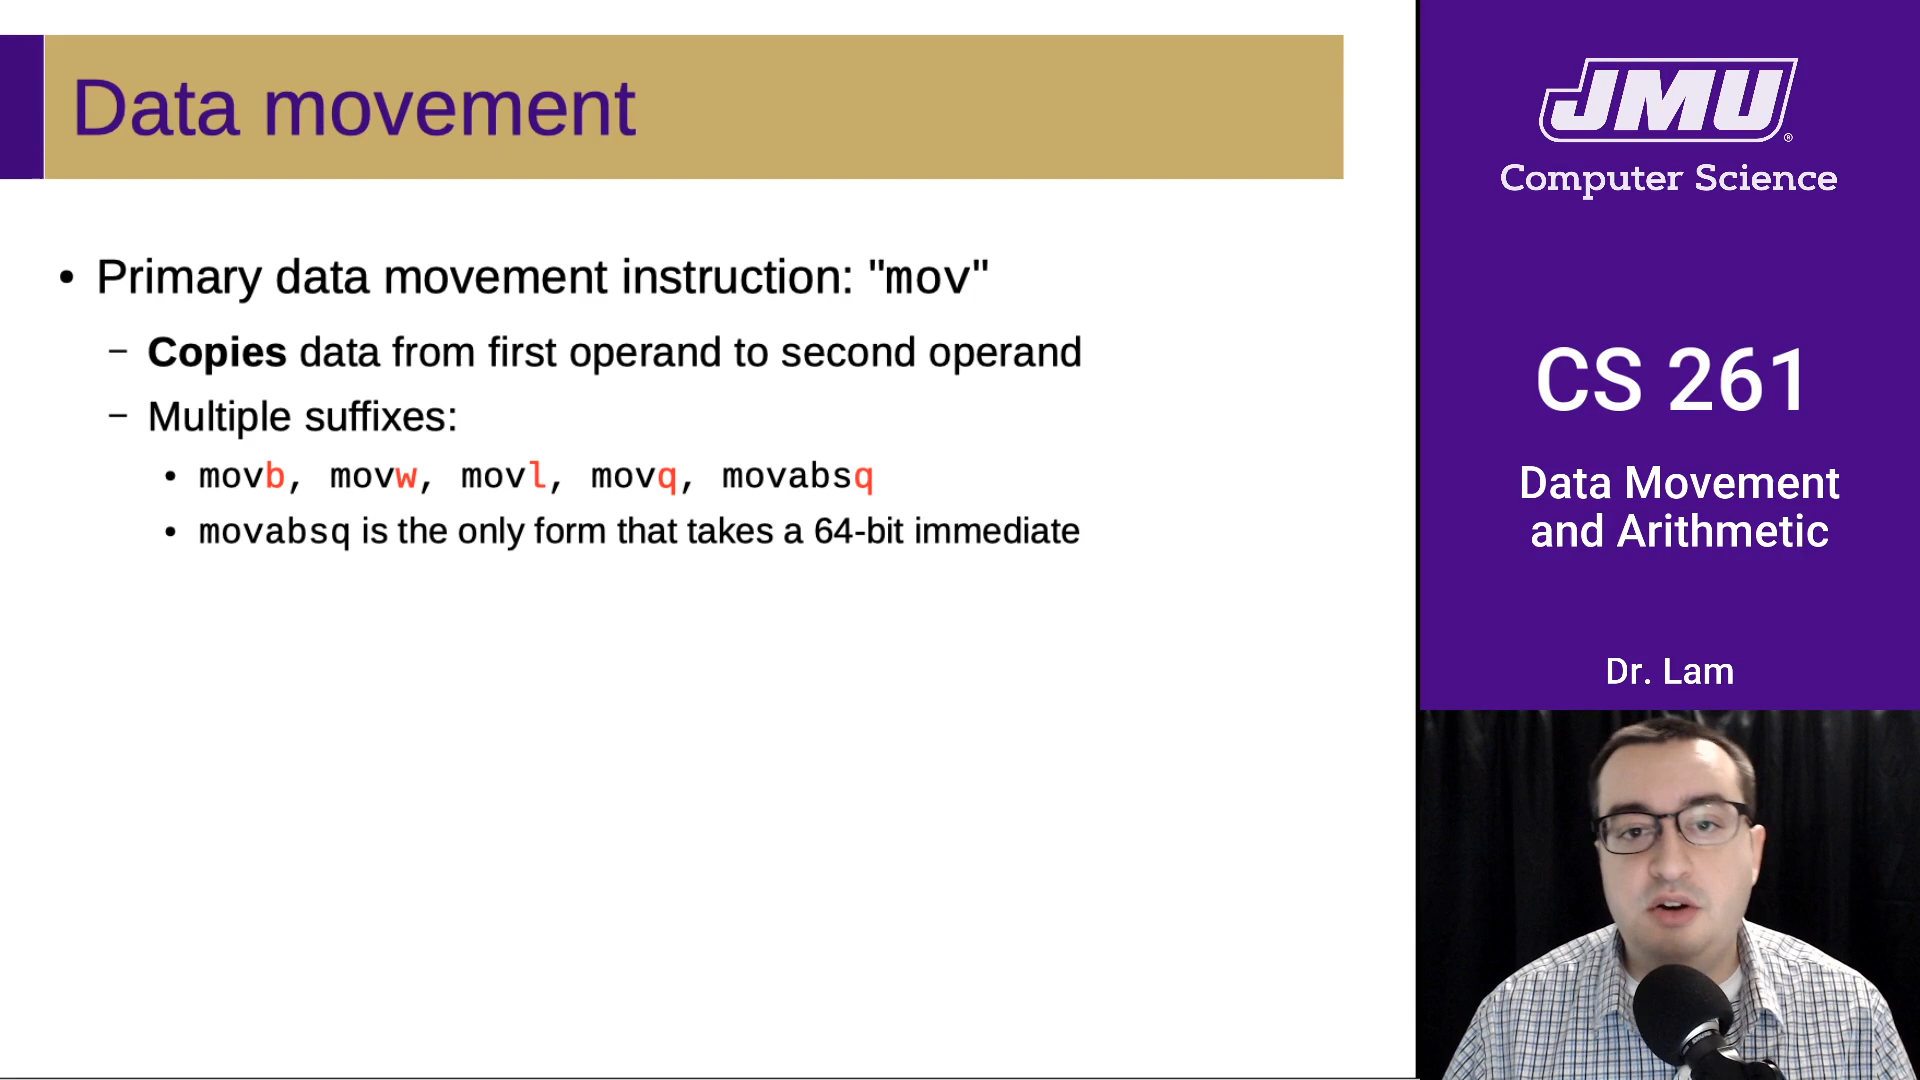 Data movement
• Primary data movement instruction: "mov"
– Copies data from first operand to second operand
– Multiple suffixes:
• movb, movw, movl, movq, movabsq
• movabsq is the only form that takes a 64-bit immediate
JMU®
Computer Science
CS 261
Data Movement
and Arithmetic
Dr. Lam